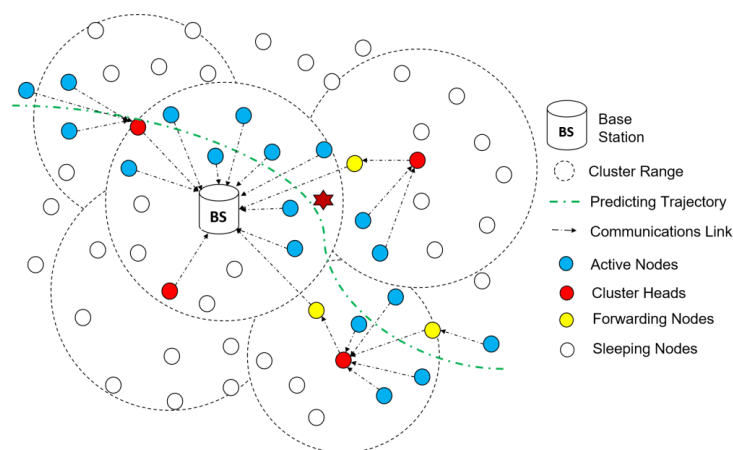 BS
BS
Base
Station
Cluster Range
Predicting Trajectory
Communications Link
Active Nodes
Cluster Heads
Forwarding Nodes
Sleeping Nodes